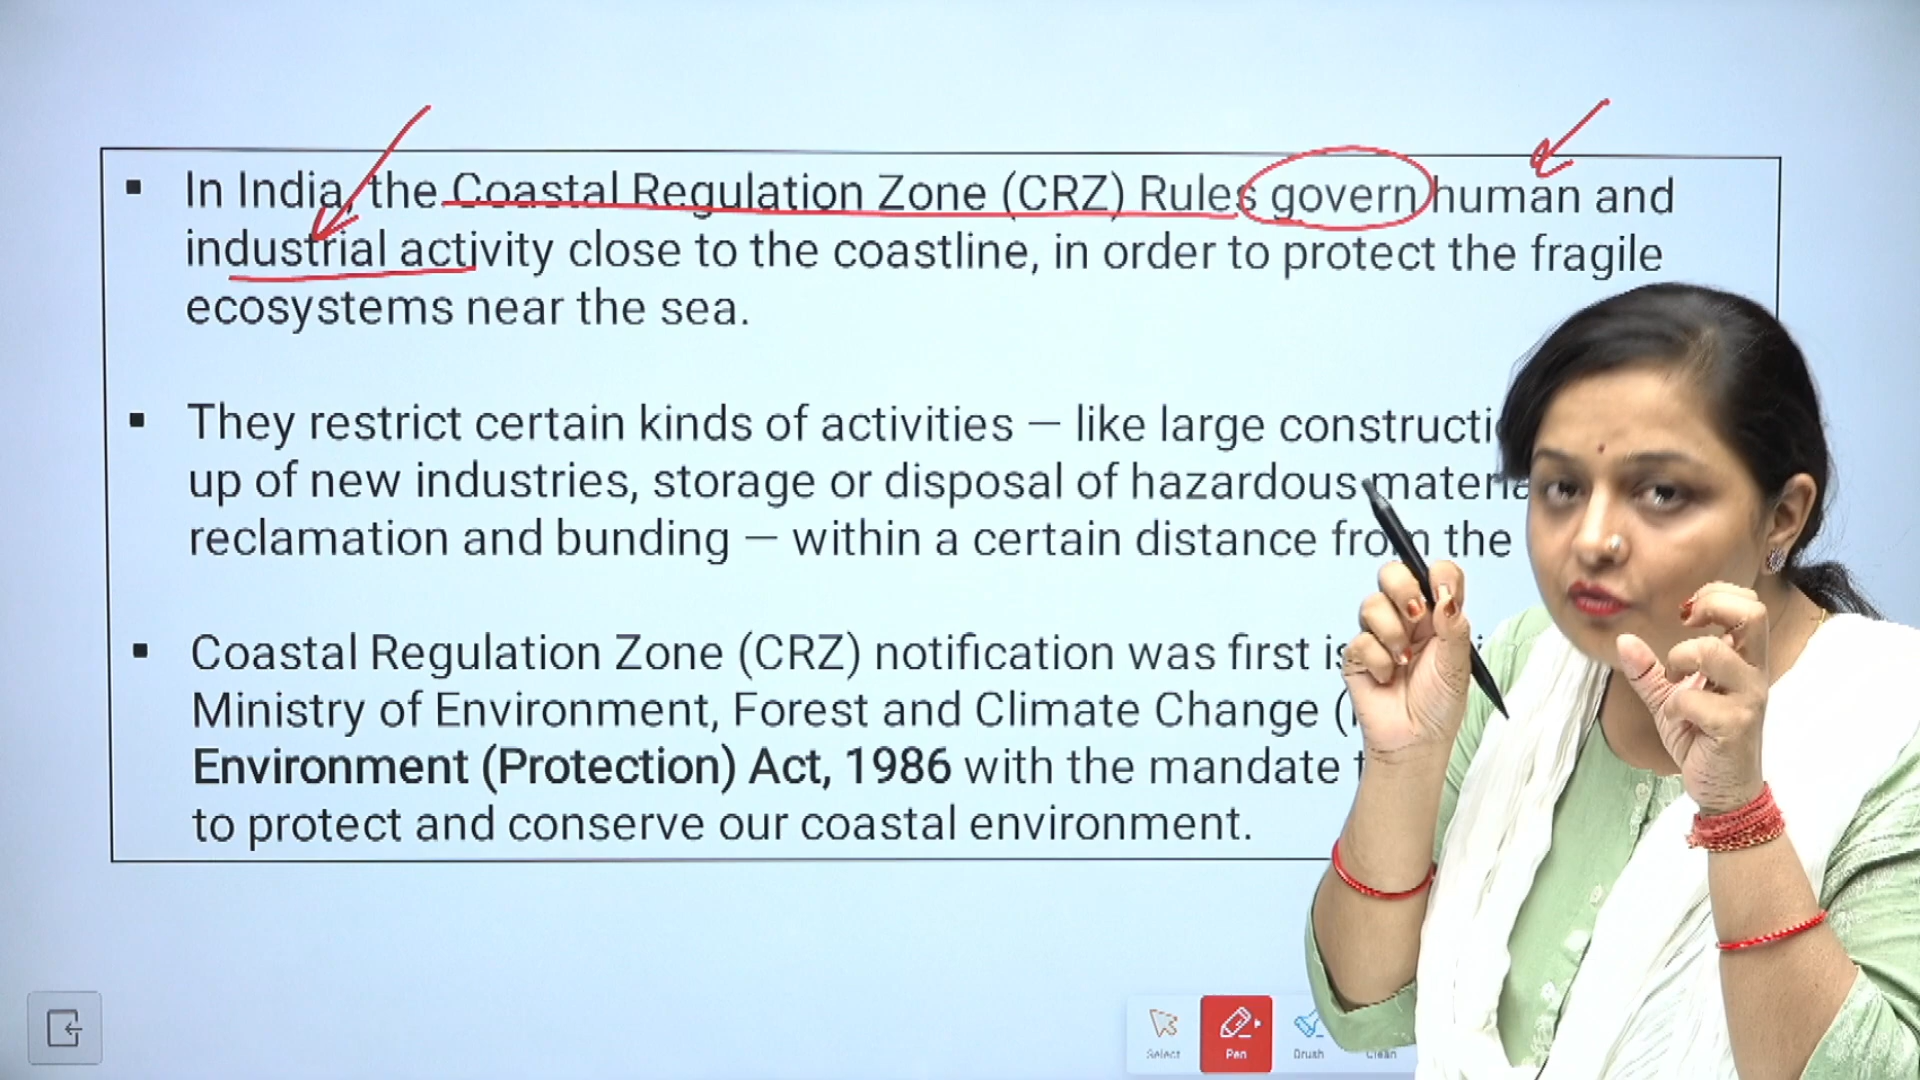 ▪ In India, the Coastal Regulation Zone (CRZ) Rules govern human and
industrial activity close to the coastline, in order to protect the fragile
ecosystems near the sea.
▪ They restrict certain kinds of activities — like large
up of new industries, storage or disposal of hazardous
reclamation and bunding — within a certain distance from the
▪ Coastal Regulation Zone (CRZ) notification was first
Ministry of Environment, Forest and Climate Change (
Environment (Protection) Act, 1986 with the mandate
to protect and conserve our coastal environment.
Select Pen Brush Clean